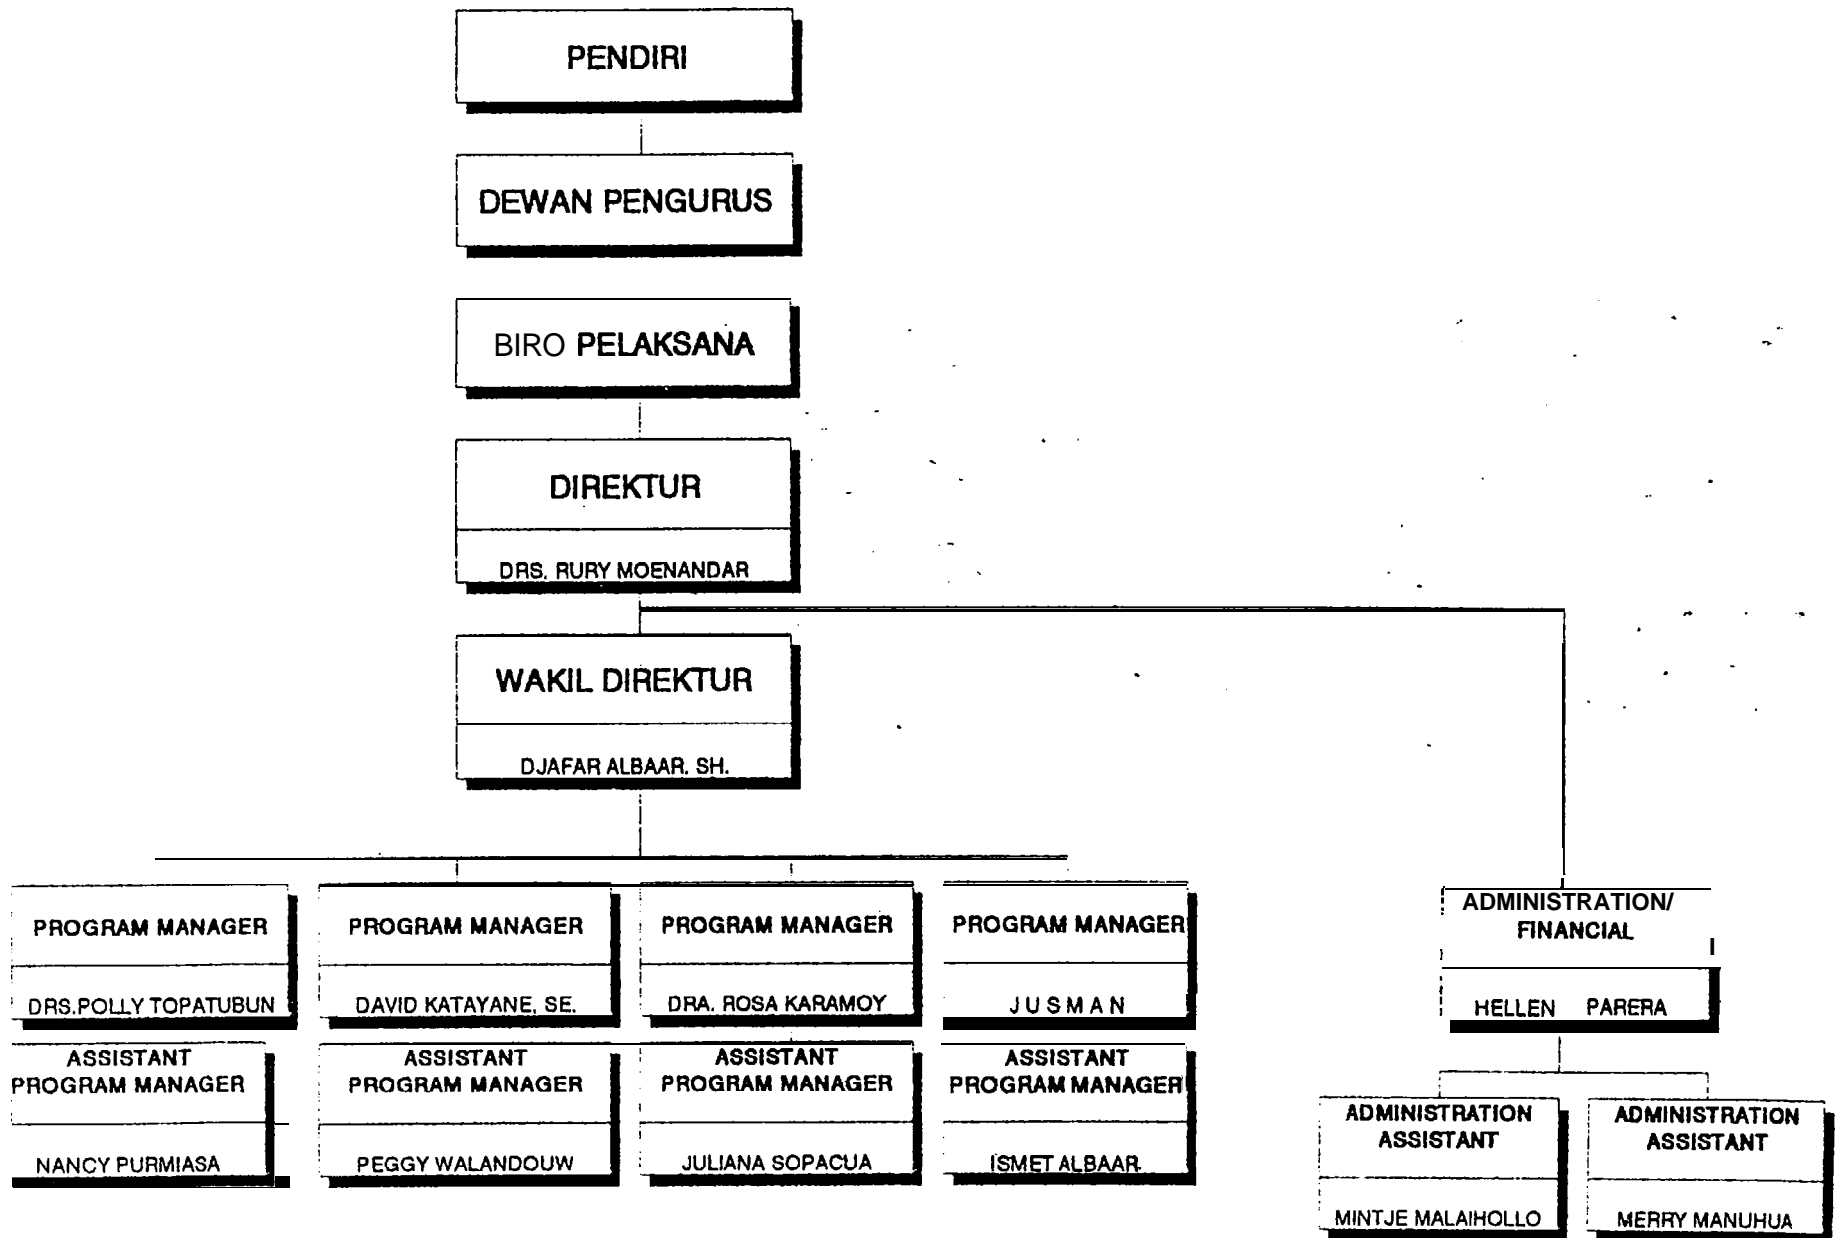 PENDIRI
DEWAN PENGURUS
BIRO PELAKSANA
DIREKTUR
DRS. RURY MOENANDAR
WAKIL DIREKTUR
DJAFAR ALBAAR. SH.
PROGRAM MANAGER
DRS.POLLY TOPATUBUN
PROGRAM MANAGER
DAVID KATAYANE, SE.
PROGRAM MANAGER
DRA. ROSA KARAMOY
PROGRAM MANAGER
J U S M A N
ADMINISTRATION/
FINANCIAL
HELLEN PARERA
ASSISTANT
PROGRAM MANAGER
NANCY PURMIASA
ASSISTANT
PROGRAM MANAGER
PEGGY WALANDOUW
ASSISTANT
PROGRAM MANAGER
JULIANA SOPACUA
ASSISTANT
PROGRAM MANAGER
ISMET ALBAAR
ADMINISTRATION
ASSISTANT
MINTJE MALAIHOLLO
ADMINISTRATION
ASSISTANT
MERRY MANUHUA